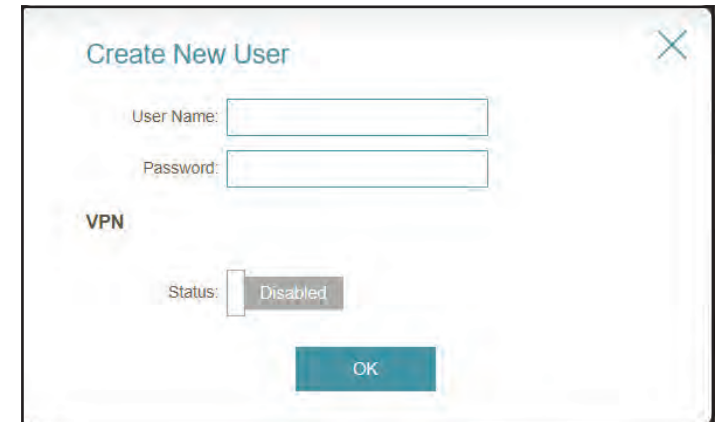 Create New User
User Name:
Password:
VPN
Status: Disabled
OK